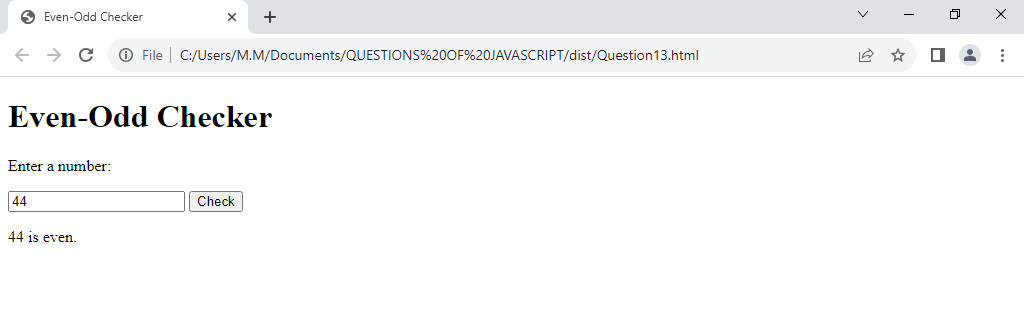 Even-Odd Checker
File | C:/Users/M.M/Documents/QUESTIONS%20OF%20JAVASCRIPT/dist/Question13.html
Even-Odd Checker
Enter a number:
44 Check
44 is even.